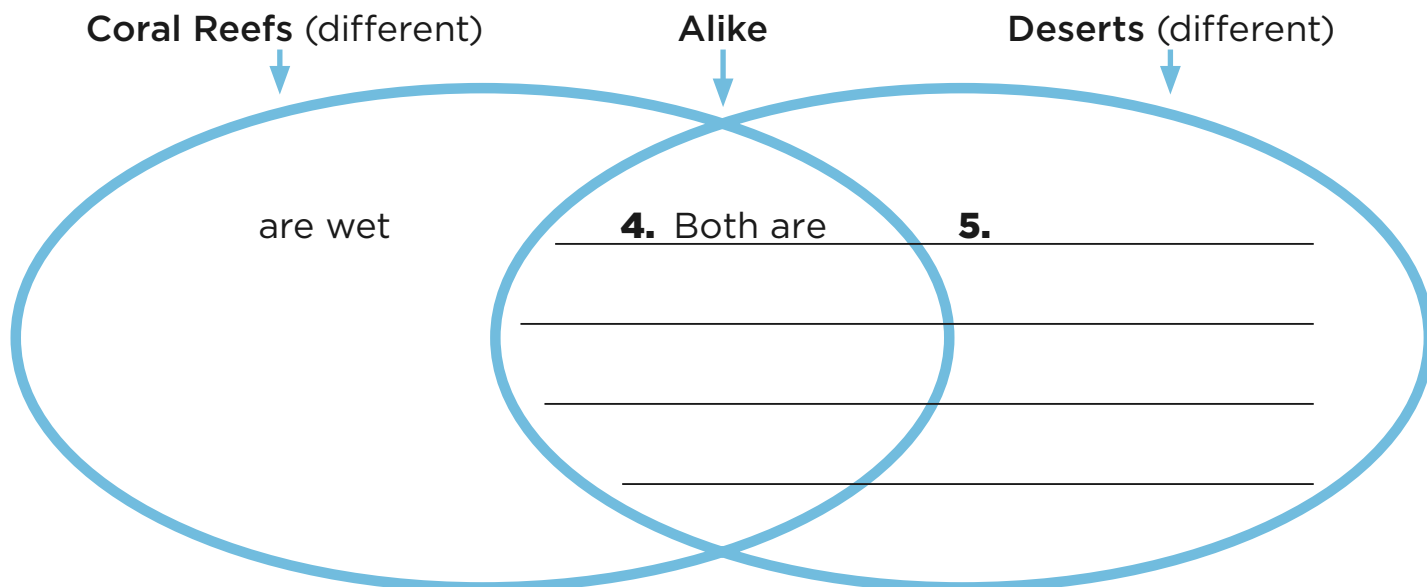 Coral Reefs (different) Alike Deserts (different)
are wet 4. Both are 5.